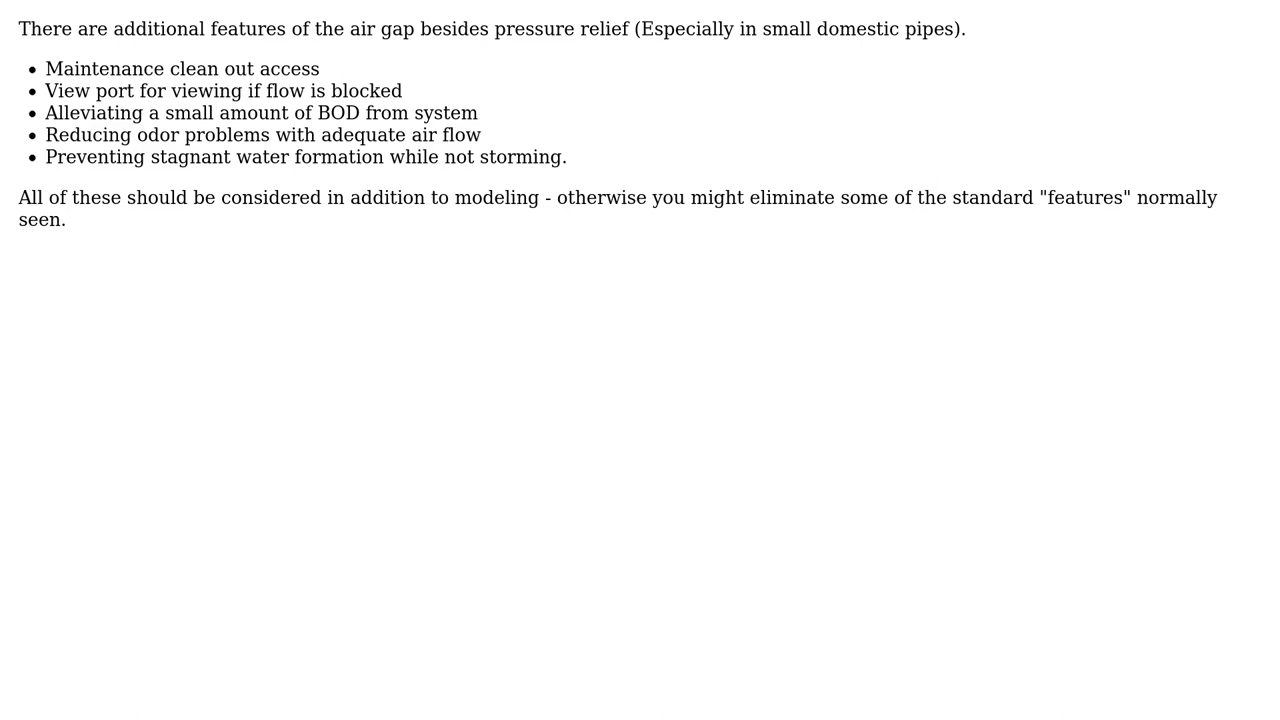 There are additional features of the air gap besides pressure relief (Especially in small domestic pipes).
• Maintenance clean out access
• View port for viewing if flow is blocked
• Alleviating a small amount of BOD from system
• Reducing odor problems with adequate air flow
• Preventing stagnant water formation while not storming.
All of these should be considered in addition to modeling - otherwise you might eliminate some of the standard "features" normally
seen.